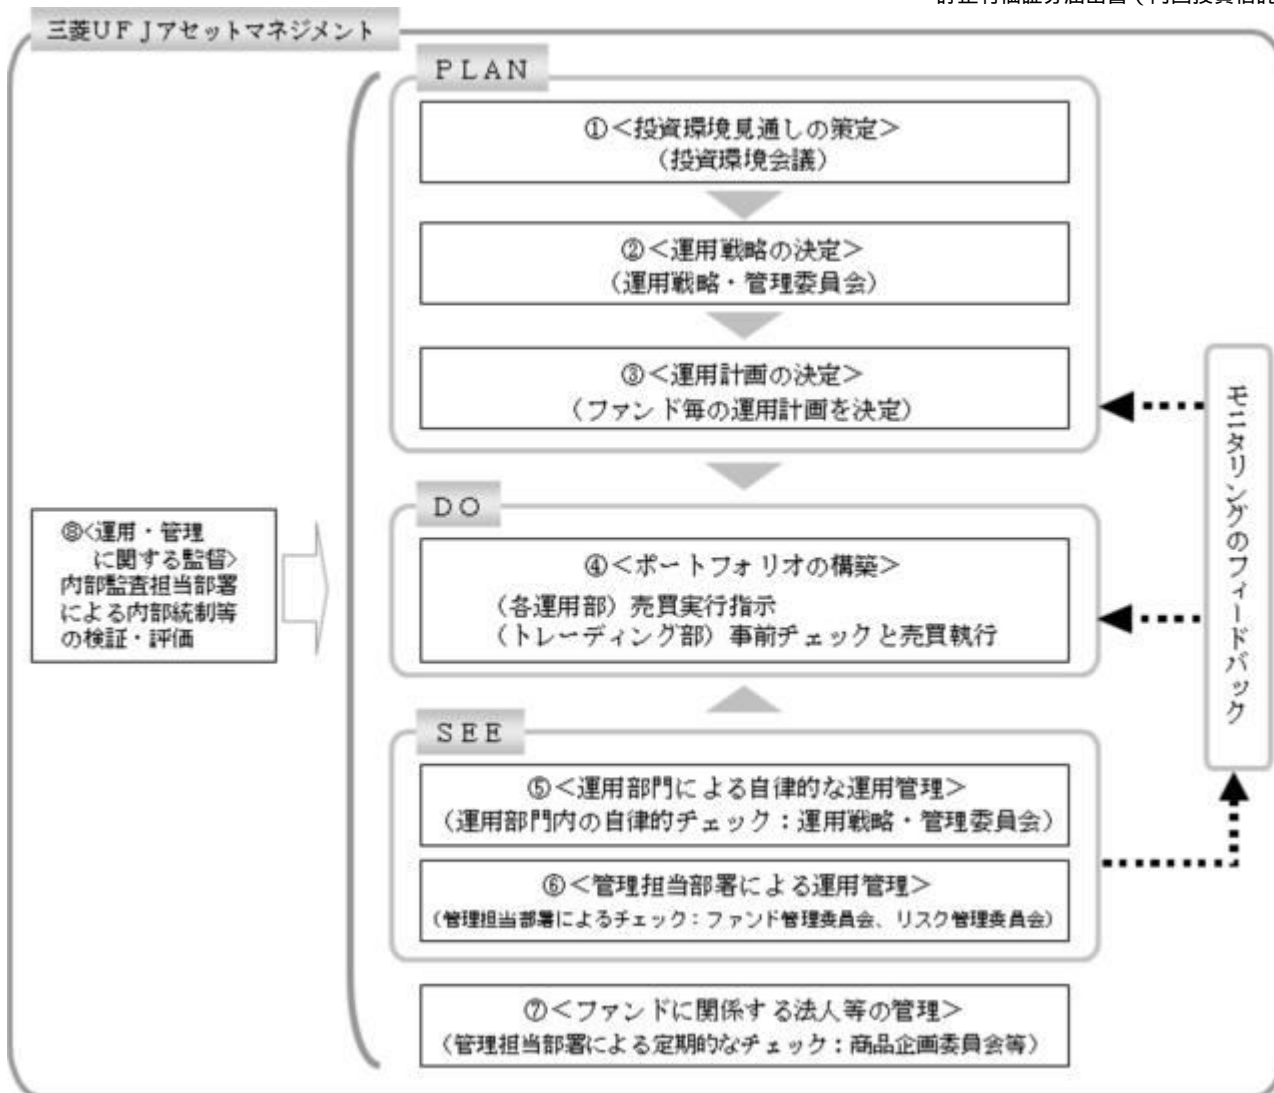 三菱UFJアセットマネジメント
PLAN
①<投資環境見通しの策定>
(投資環境会議)
②<運用戦略の決定>
(運用戦略・管理委員会)
③<運用計画の決定>
(ファンド毎の運用計画を決定)
DO
④<ポートフォリオの構築>
(各運用部)売買実行指示
(トレーディング部)事前チェックと売買執行
SEE
⑤<運用部門による自律的な運用管理>
(運用部門内の自律的チェック:運用戦略・管理委員会)
⑥<管理担当部署による運用管理>
(管理担当部署によるチェック:ファンド管理委員会、リスク管理委員会)
⑦<ファンドに関係する法人等の管理>
(管理担当部署による定期的なチェック:商品企画委員会等)
⑧<運用・管理
に関する監督>
内部監査担当部署
による内部統制等
の検証・評価
モニタリングのフィードバック